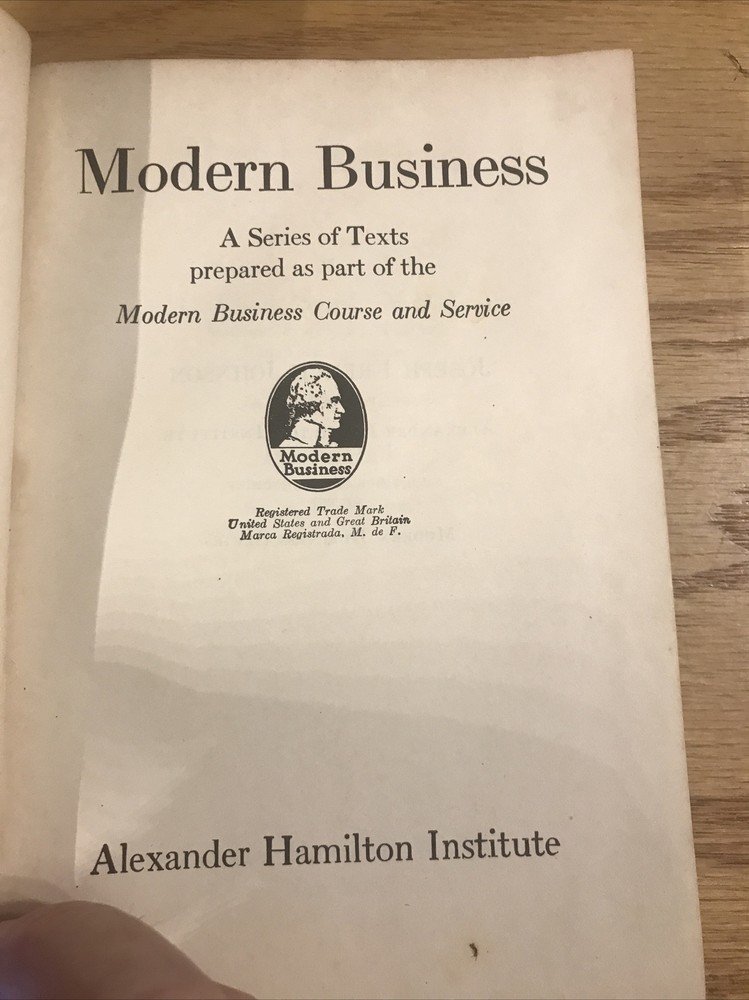 Modern Business
A Series of Texts
prepared as part of the
Modern Business Course and Service
Modern
Business
Registered Trade Mark
United States and Great Britain
Marca Registrada, M. de F.
Alexander Hamilton Institute